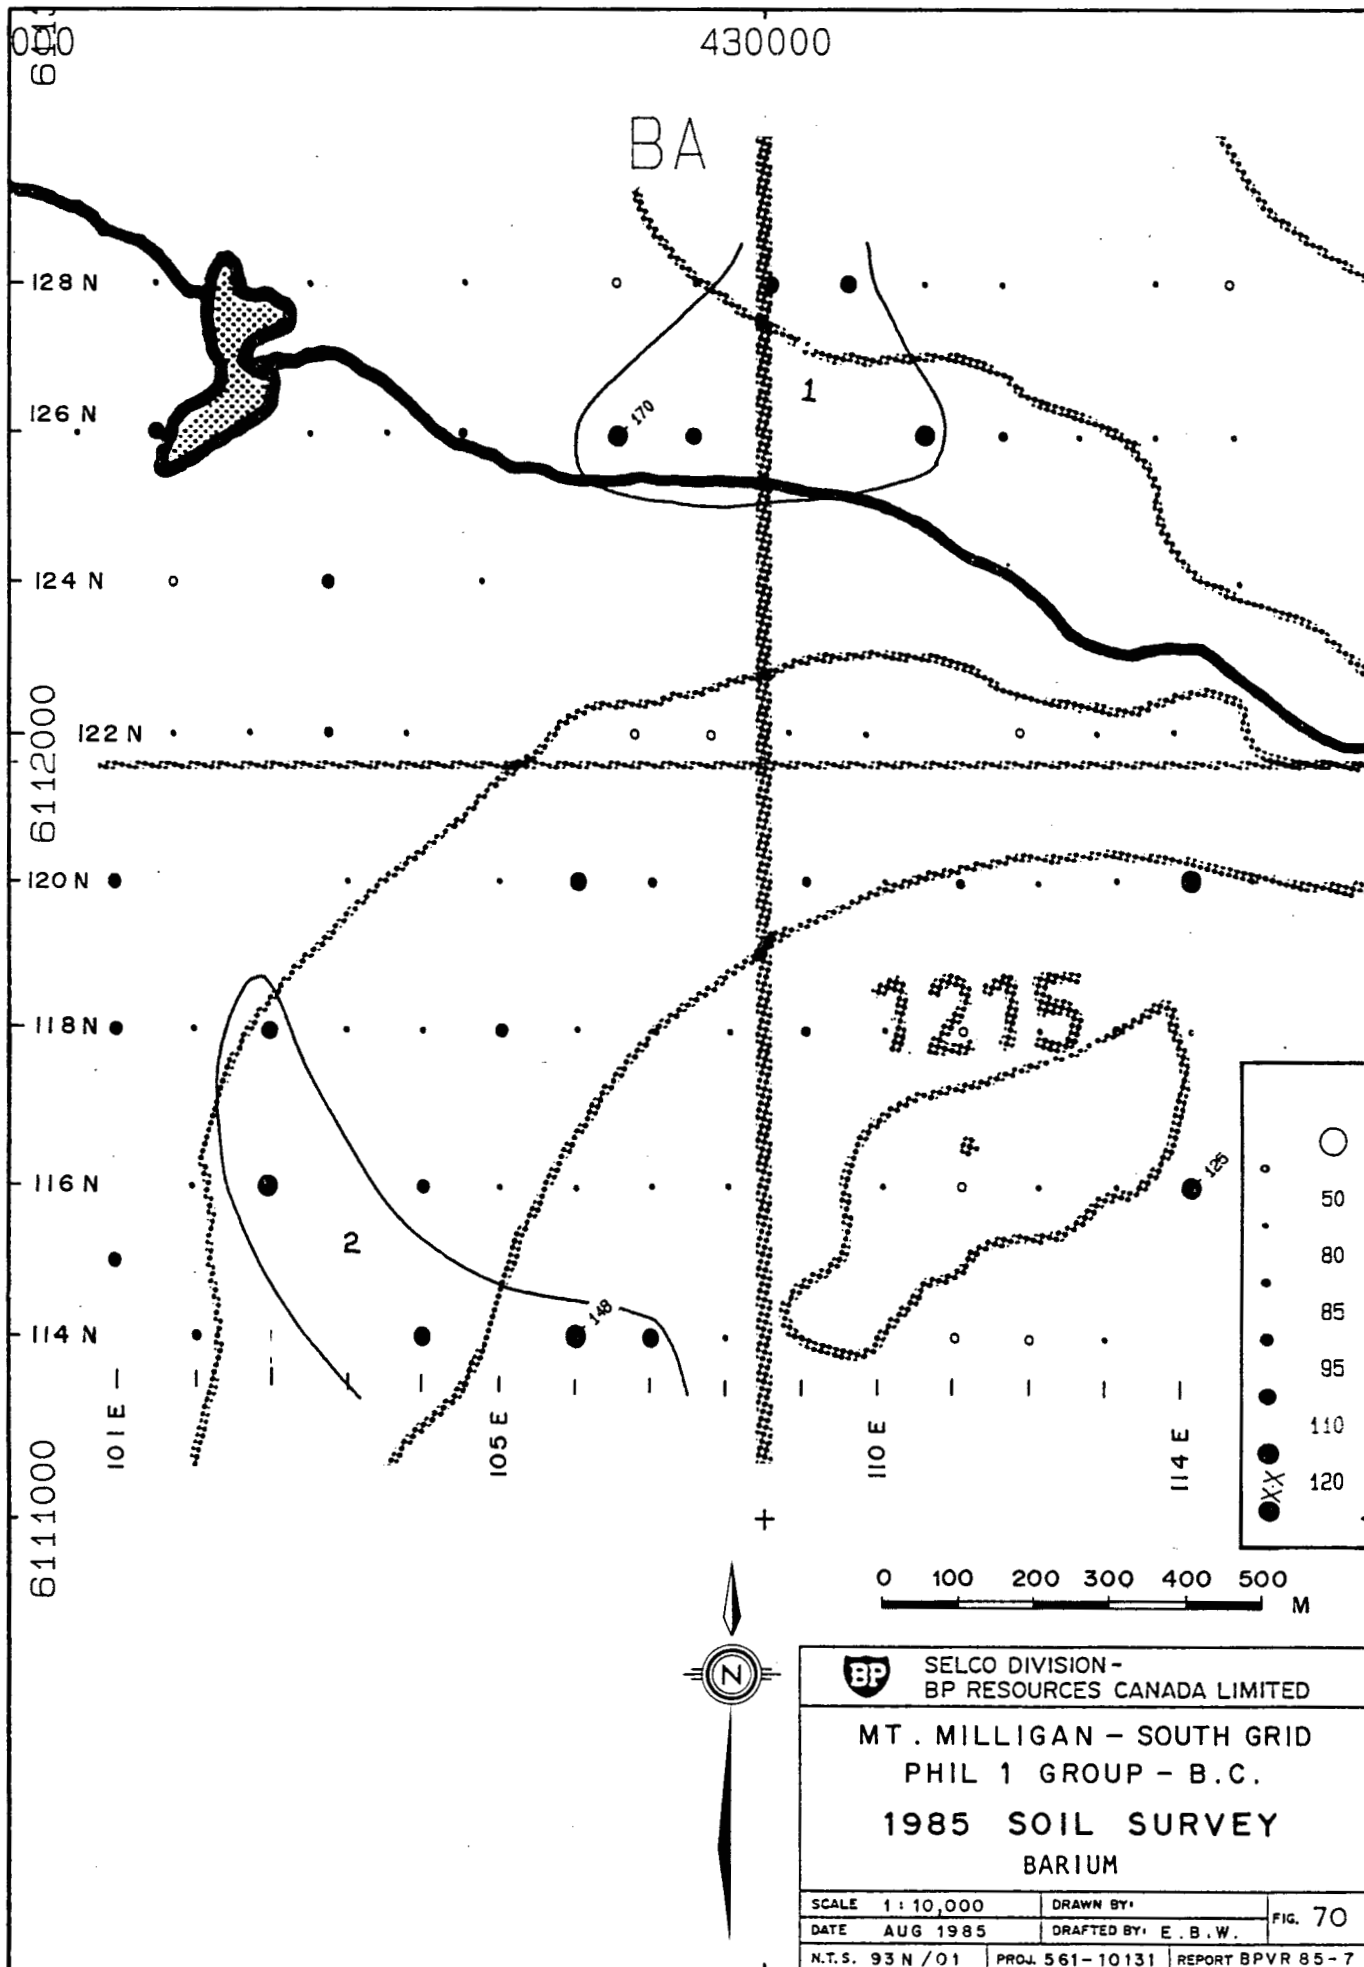 000
430000
BA
128 N
126 N
170
1
124 N
6112000
122 N
120 N
1215
118 N
116 N
125
2
114 N
148
101 E
105 E
110 E
114 E
50
80
85
95
110
X.X
120
6111000
0 100 200 300 400 500
M
N
BP
SELCO DIVISION-
BP RESOURCES CANADA LIMITED
MT. MILLIGAN - SOUTH GRID
PHIL 1 GROUP - B.C.
1985 SOIL SURVEY
BARIUM
SCALE 1:10,000 DRAWN BY:
FIG. 70
DATE AUG 1985 DRAFTED BY: E.B.W.
N.T.S. 93 N/01 PROJ. 561-10131 REPORT BPVR 85-7